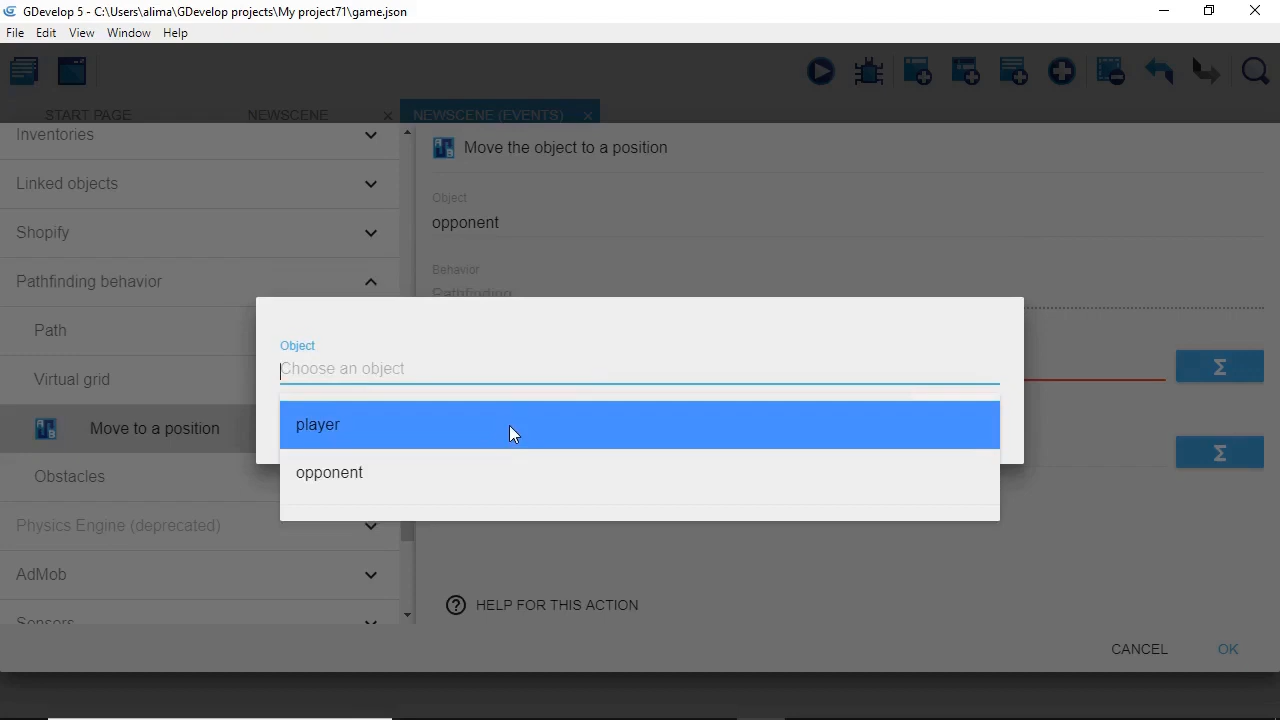 GDevelop 5 - C:\Users\alima\GDevelop projects\My project71\game.json
File Edit View Window Help
START PAGE
NEWSCENE
NEWSCENE (EVENTS)
Inventories
Linked objects
Shopify
Pathfinding behavior
Path
Virtual grid
Move to a position
Obstacles
Physics Engine (deprecated)
AdMob
Sensors
Move the object to a position
Object
opponent
Behavior
Pathfinding
Σ
Σ
Object
Choose an object
player
opponent
? HELP FOR THIS ACTION
CANCEL
OK